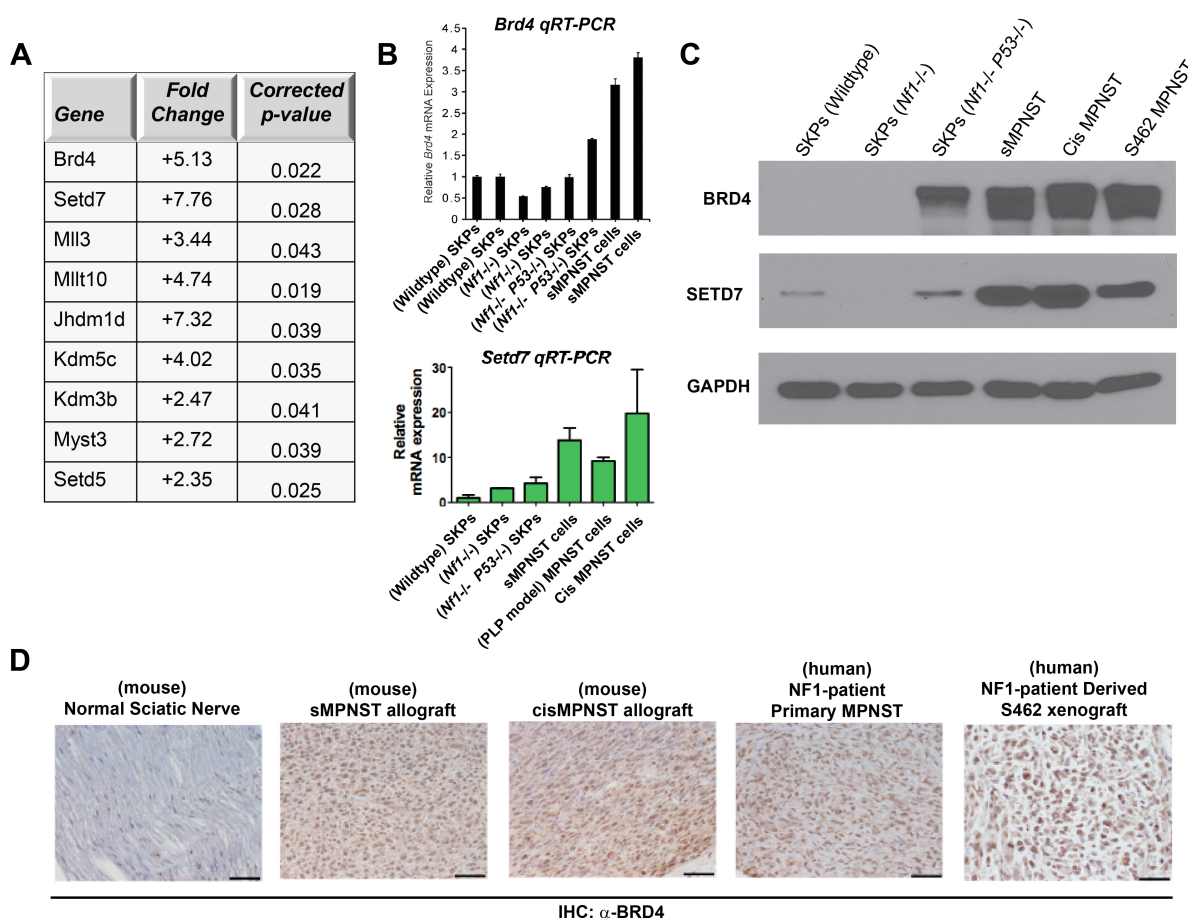 A
Gene
Fold Change
Corrected p-value
Brd4 +5.13 0.022
Setd7 +7.76 0.028
Mll3 +3.44 0.043
Mllt10 +4.74 0.019
Jhdm1d +7.32 0.039
Kdm5c +4.02 0.035
Kdm3b +2.47 0.041
Myst3 +2.72 0.039
Setd5 +2.35 0.025
B
Brd4 qRT-PCR
Relative Brd4 mRNA Expression
4.5
4
3.5
3
2.5
2
1.5
1
0.5
0
(Wildtype) SKPs
(Wildtype) SKPs
(Nf1-/-) SKPs
(Nf1-/-) SKPs
(Nf1-/- P53-/-) SKPs
(Nf1-/- P53-/-) SKPs
sMPNST cells
sMPNST cells
Setd7 qRT-PCR
Relative
mRNA expression
30
20
10
0
(Wildtype) SKPs
(Nf1-/-) SKPs
(Nf1-/- P53-/-) SKPs
sMPNST cells
(PLP model) MPNST cells
Cis MPNST cells
C
SKPs (Wildtype)
SKPs (Nf1-/-)
SKPs (Nf1-/- P53-/-)
sMPNST
Cis MPNST
S462 MPNST
BRD4
SETD7
GAPDH
D
(mouse)
Normal Sciatic Nerve
(mouse)
sMPNST allograft
(mouse)
cisMPNST allograft
(human)
NF1-patient
Primary MPNST
(human)
NF1-patient Derived
S462 xenograft
IHC: α-BRD4